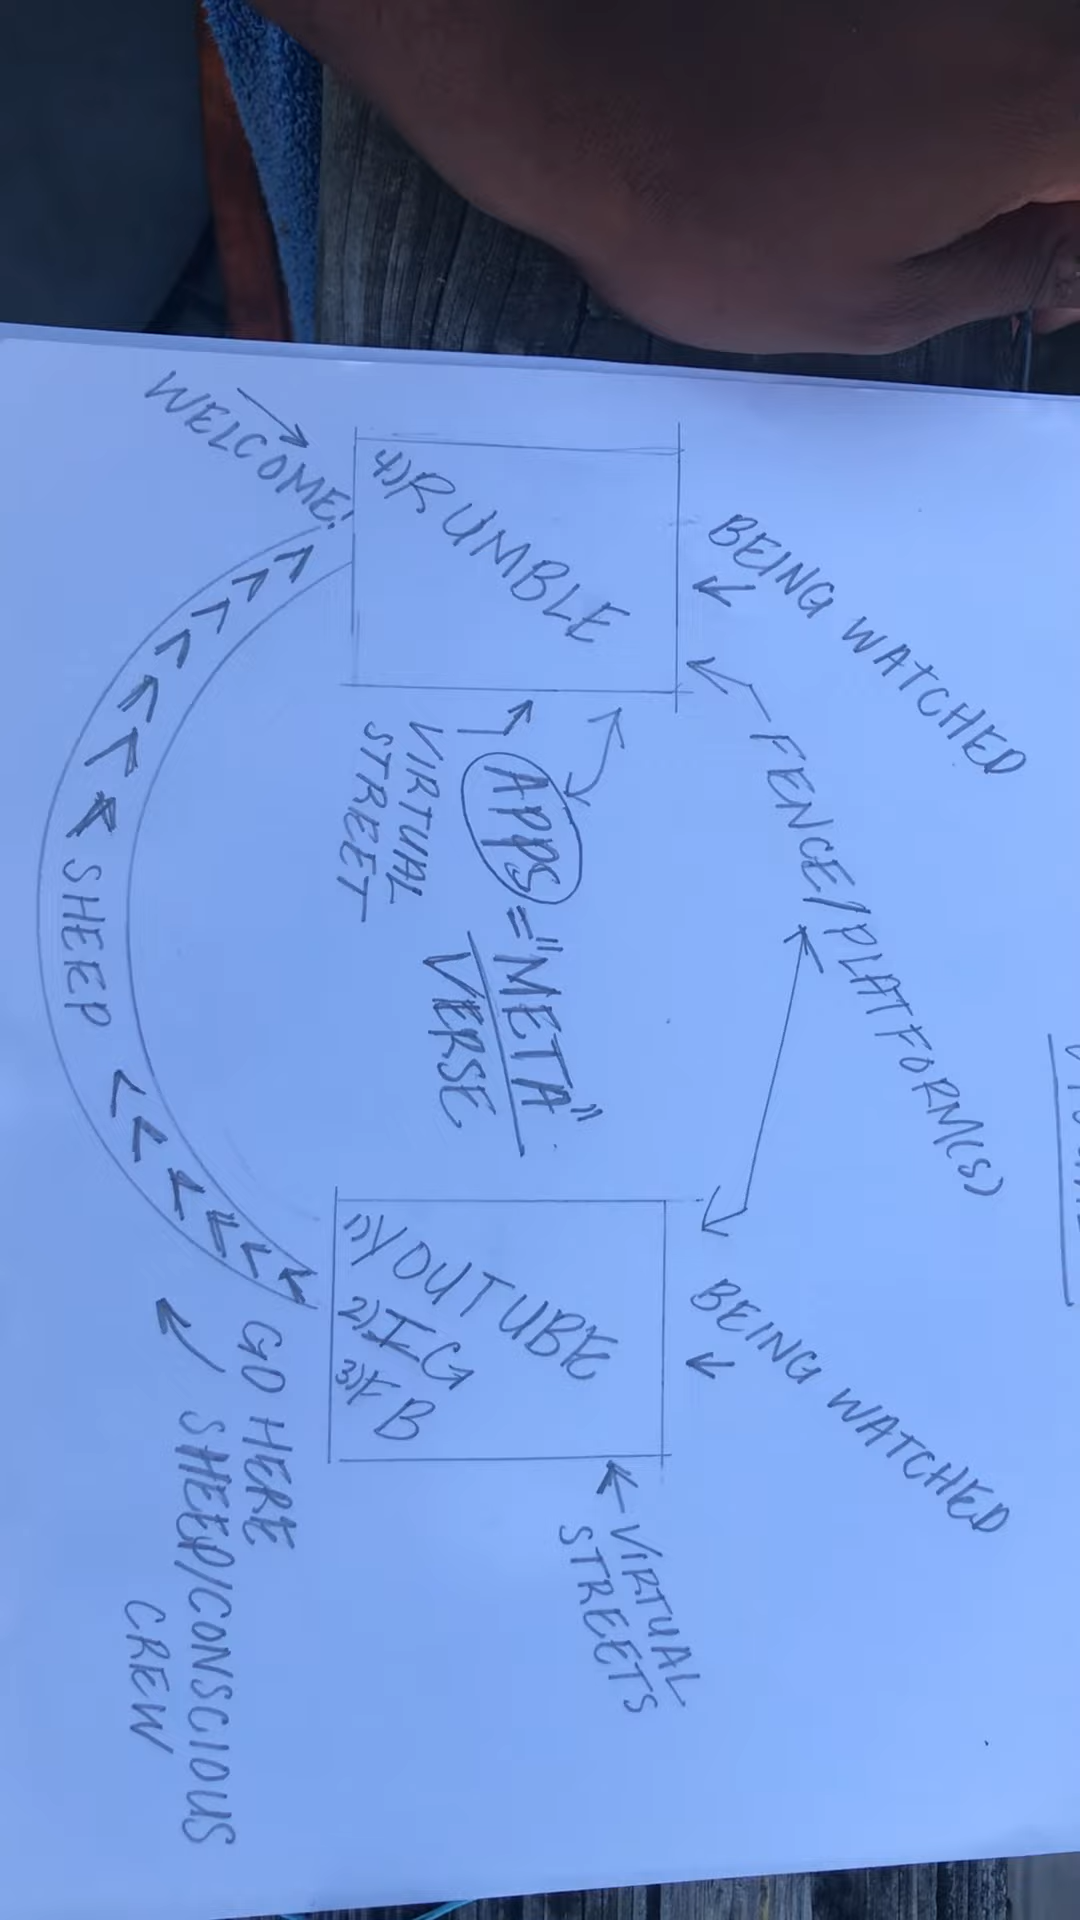 BEING WATCHED
BEING WATCHED
FENCE/PLATFORM(S)
4) RUMBLE
1) YOUTUBE
2) IG
3) FB
VIRTUAL
STREETS
APPS = "META"
VERSE
VIRTUAL
STREET
WELCOME!
SHEEP
GO HERE
SHEEP/CONSCIOUS
CREW